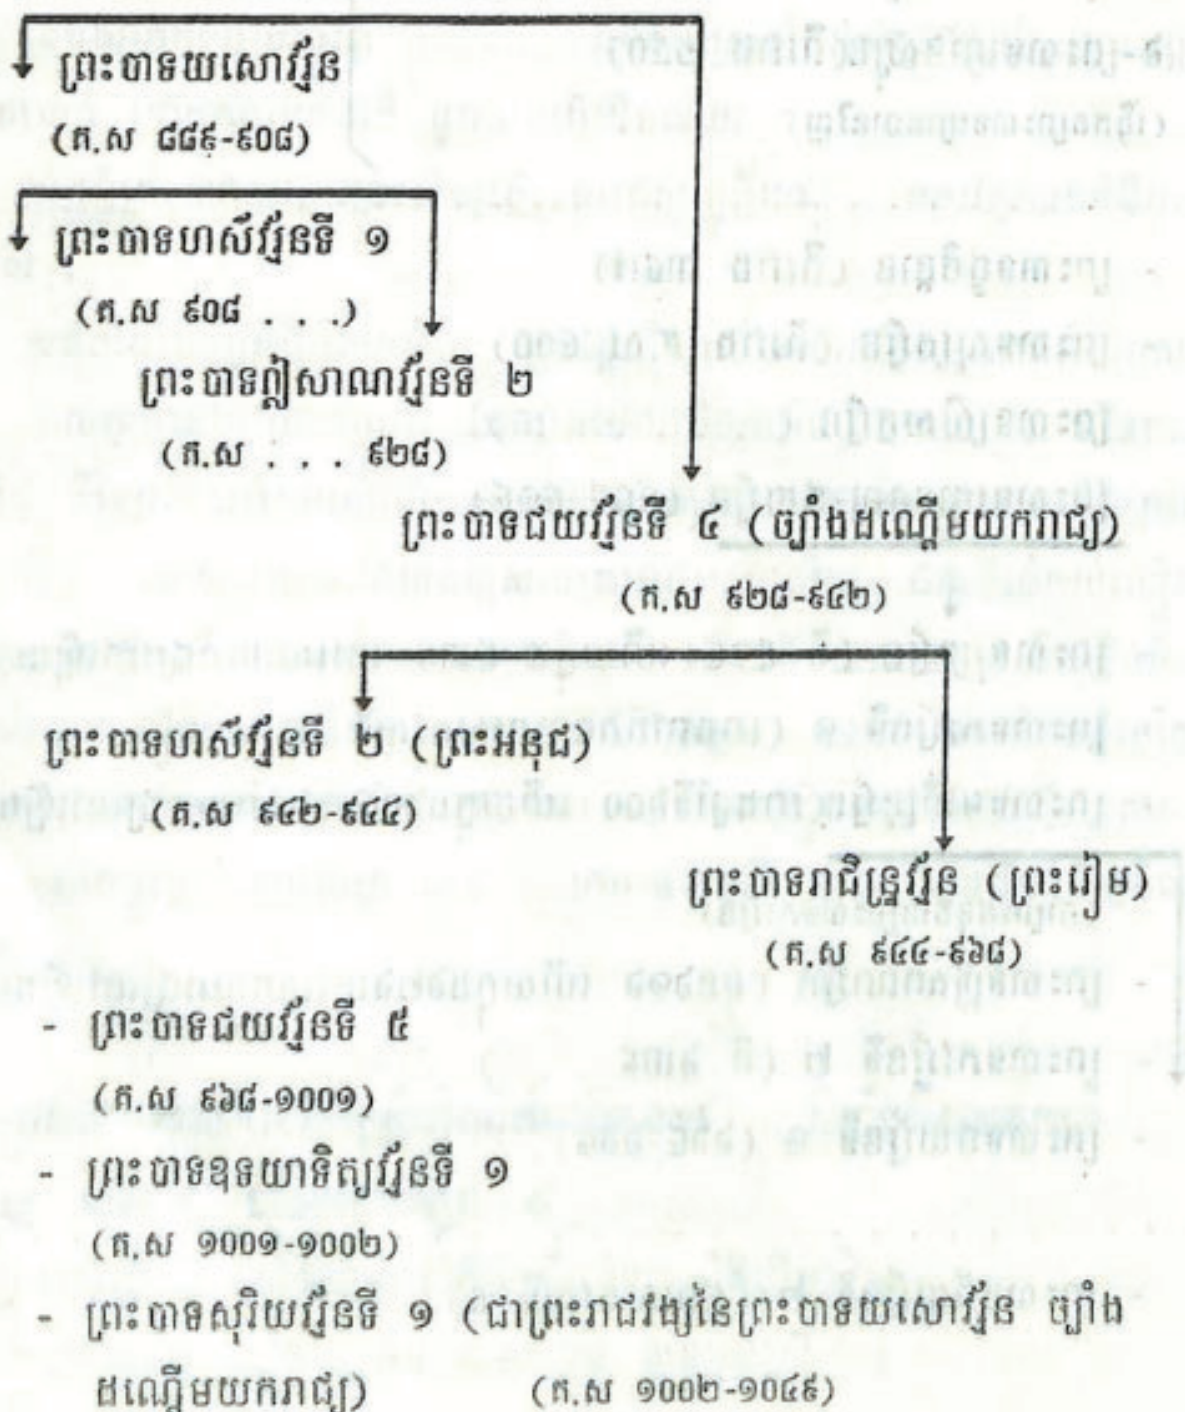 ព្រះបាទយសោវរ្ម័ន
(គ.ស ៨៨៩-៩០៨)
ព្រះបាទហស៌វរ្ម័នទី ១
(គ.ស ៩០៨ . . .)
ព្រះបាទឦសាណវរ្ម័នទី ២
(គ.ស . . . ៩២៨)
ព្រះបាទជយវរ្ម័នទី ៤ (ច្បាំងដណ្តើមយករាជ្យ)
(គ.ស ៩២៨-៩៤២)
ព្រះបាទហស៌វរ្ម័នទី ២ (ព្រះអនុជ)
(គ.ស ៩៤២-៩៤៤)
ព្រះបាទរាជិន្ទ្រវរ្ម័ន (ព្រះរៀម)
(គ.ស ៩៤៤-៩៦៨)
- ព្រះបាទជ័យវរ្ម័នទី ៥
(គ.ស ៩៦៨-១០០១)
- ព្រះបាទឧទយាទិត្យវរ្ម័នទី ១
(គ.ស ១០០១-១០០២)
- ព្រះបាទសុរិយវរ្ម័នទី ១ (ជាព្រះរាជវង្សនៃព្រះបាទយសោវរ្ម័ន ច្បាំង
ដណ្តើមយករាជ្យ) (គ.ស ១០០២-១០៤៩)